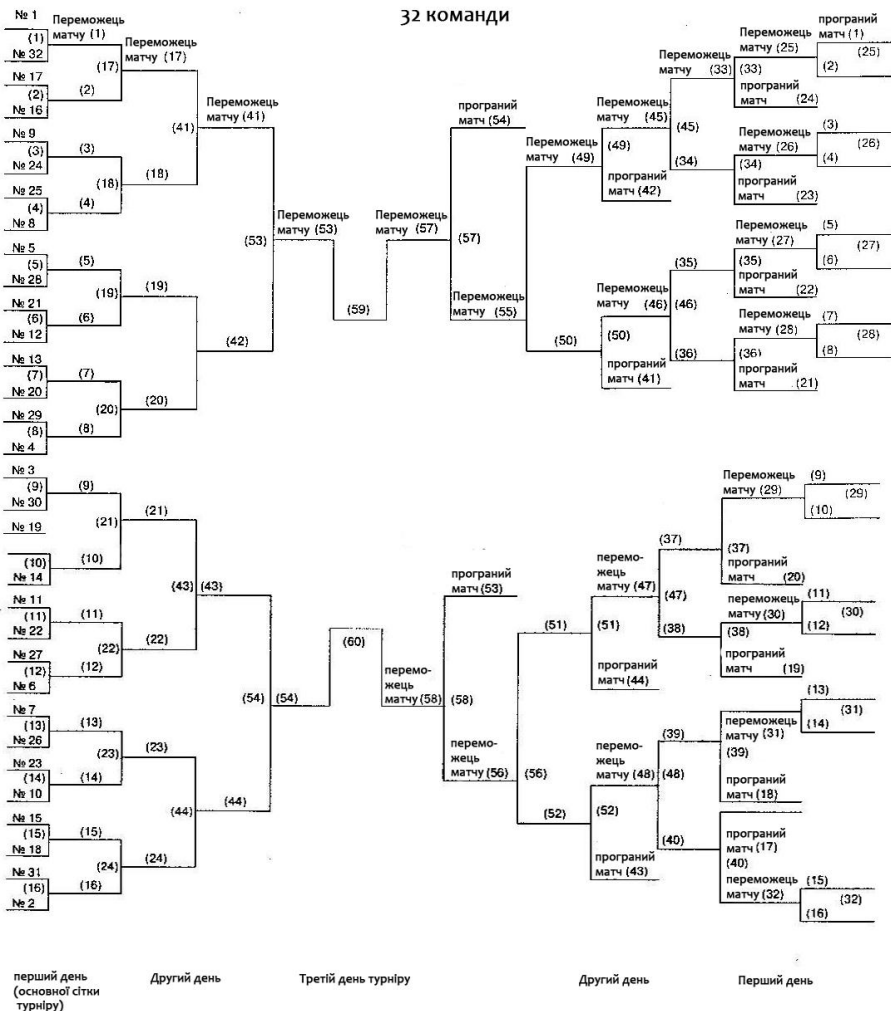 32 команди
№ 1
(1)
№ 32
№ 17
(2)
№ 16
№ 9
(3)
№ 24
№ 25
(4)
№ 8
№ 5
(5)
№ 28
№ 21
(6)
№ 12
№ 13
(7)
№ 20
№ 29
(8)
№ 4
№ 3
(9)
№ 30
№ 19
(10)
№ 14
№ 11
(11)
№ 22
№ 27
(12)
№ 6
№ 7
(13)
№ 26
№ 23
(14)
№ 10
№ 15
(15)
№ 18
№ 31
(16)
№ 2
Переможець
матчу (1)
(17)
(2)
(3)
(18)
(4)
(5)
(19)
(6)
(7)
(20)
(8)
(9)
(21)
(10)
(11)
(22)
(12)
(13)
(23)
(14)
(15)
(24)
(16)
Переможець
матчу (17)
(41)
(18)
(19)
(42)
(20)
(21)
(43) (43)
(22)
(23)
(44) (44)
(24)
Переможець
матчу (41)
(53)
(54) (54)
Переможець
матчу (53)
(59)
(60)
Переможець
матчу (57)
перемо-
жець
матчу (58)
програний
матч (54)
(57)
Переможець
матчу (55)
програний
матч (53)
(58)
перемо-
жець
матчу (56)
(56)
Переможець
матчу (49)
(50)
(51)
(52)
Переможець
матчу (45)
(49)
програний
матч (42)
Переможець
матчу (46)
(50)
програний
матч (41)
перемо-
жець
матчу (47)
(51)
програний
матч (44)
перемо-
жець
матчу (48)
(52)
програний
матч (43)
Переможець
матчу (33)
(45)
(34)
(35)
(46)
(36)
(37)
(47)
(38)
(39)
(48)
(40)
Переможець
матчу (25)
(33)
програний
матч (24)
Переможець
матчу (26)
(34)
програний
матч (23)
Переможець
матчу (27)
(35)
програний
матч (22)
Переможець
матчу (28)
(36)
програний
матч (21)
Переможець
матчу (29)
(37)
програний
матч (20)
переможець
матчу (30)
(38)
програний
матч (19)
переможець
матчу (31)
(39)
програний
матч (18)
програний
матч (17)
(40)
переможець
матчу (32)
програний
матч (1)
(25)
(2)
(3)
(26)
(4)
(5)
(27)
(6)
(7)
(28)
(8)
(9)
(29)
(10)
(11)
(30)
(12)
(13)
(31)
(14)
(15)
(32)
(16)
перший день
(основної сітки
турніру)
Другий день
Третій день турніру
Другий день
Перший день